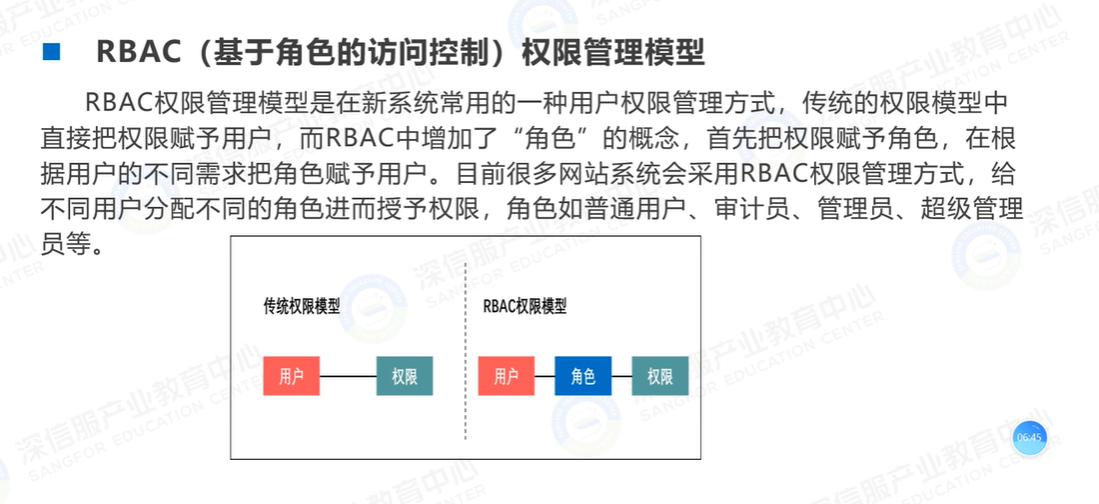 RBAC（基于角色的访问控制）权限管理模型
RBAC权限管理模型是在新系统常用的一种用户权限管理方式，传统的权限模型中
直接把权限赋予用户，而RBAC中增加了“角色”的概念，首先把权限赋予角色，在根
据用户的不同需求把角色赋予用户。目前很多网站系统会采用RBAC权限管理方式，给
不同用户分配不同的角色进而授予权限，角色如普通用户、审计员、管理员、超级管理
员等。
传统权限模型
RBAC权限模型
用户
权限
用户
角色
权限
06:45
深信服产业教育中心
SANGFOR EDUCATION CENTER